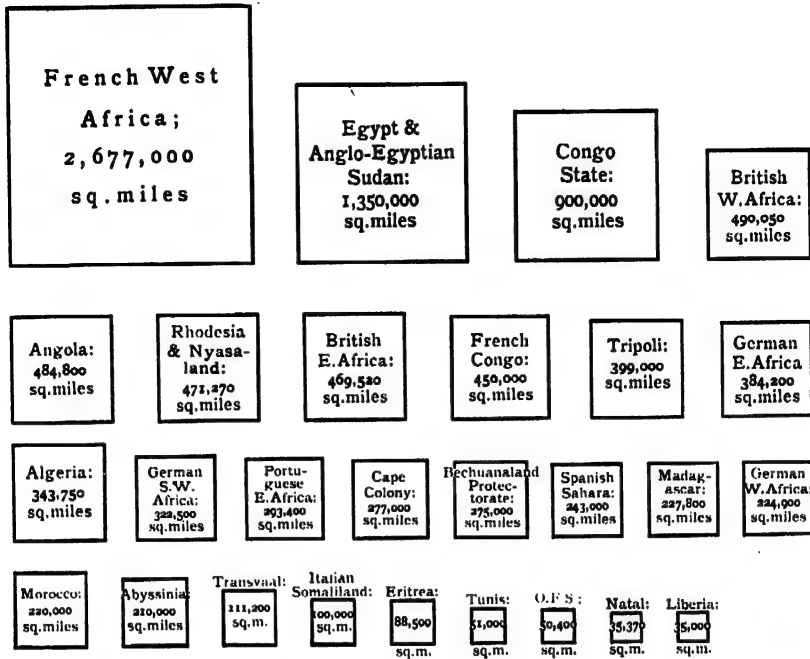 French West
Africa;
2,677,000
sq.miles
Egypt &
Anglo-Egyptian
Sudan:
1,350,000
sq.miles
Congo
State:
900,000
sq.miles
British
W.Africa:
490,050
sq.miles
Angola:
484,800
sq.miles
Rhodesia
& Nyasa-
land:
471,270
sq.miles
British
E.Africa:
469,520
sq.miles
French
Congo:
450,000
sq.miles
Tripoli:
399,000
sq.miles
German
E.Africa
384,200
sq.miles
Algeria:
343,750
sq.miles
German
S.W.
Africa:
322,500
sq.miles
Portu-
guese
E.Africa:
293,400
sq.miles
Cape
Colony:
277,000
sq.miles
Bechuanaland
Protec-
torate:
275,000
sq.miles
Spanish
Sahara:
243,000
sq.miles
Madag-
ascar:
227,800
sq.miles
German
W.Africa:
224,900
sq.miles
Morocco:
220,000
sq.miles
Abyssinia:
210,000
sq.miles
Transvaal:
111,200
sq.m.
Italian
Somaliland:
100,000
sq.m.
Eritrea:
88,500
sq.m.
Tunis:
51,000
sq.m.
O.F S :
50,400
sq.m.
Natal:
35,370
sq.m.
Liberia:
35,000
sq.m.